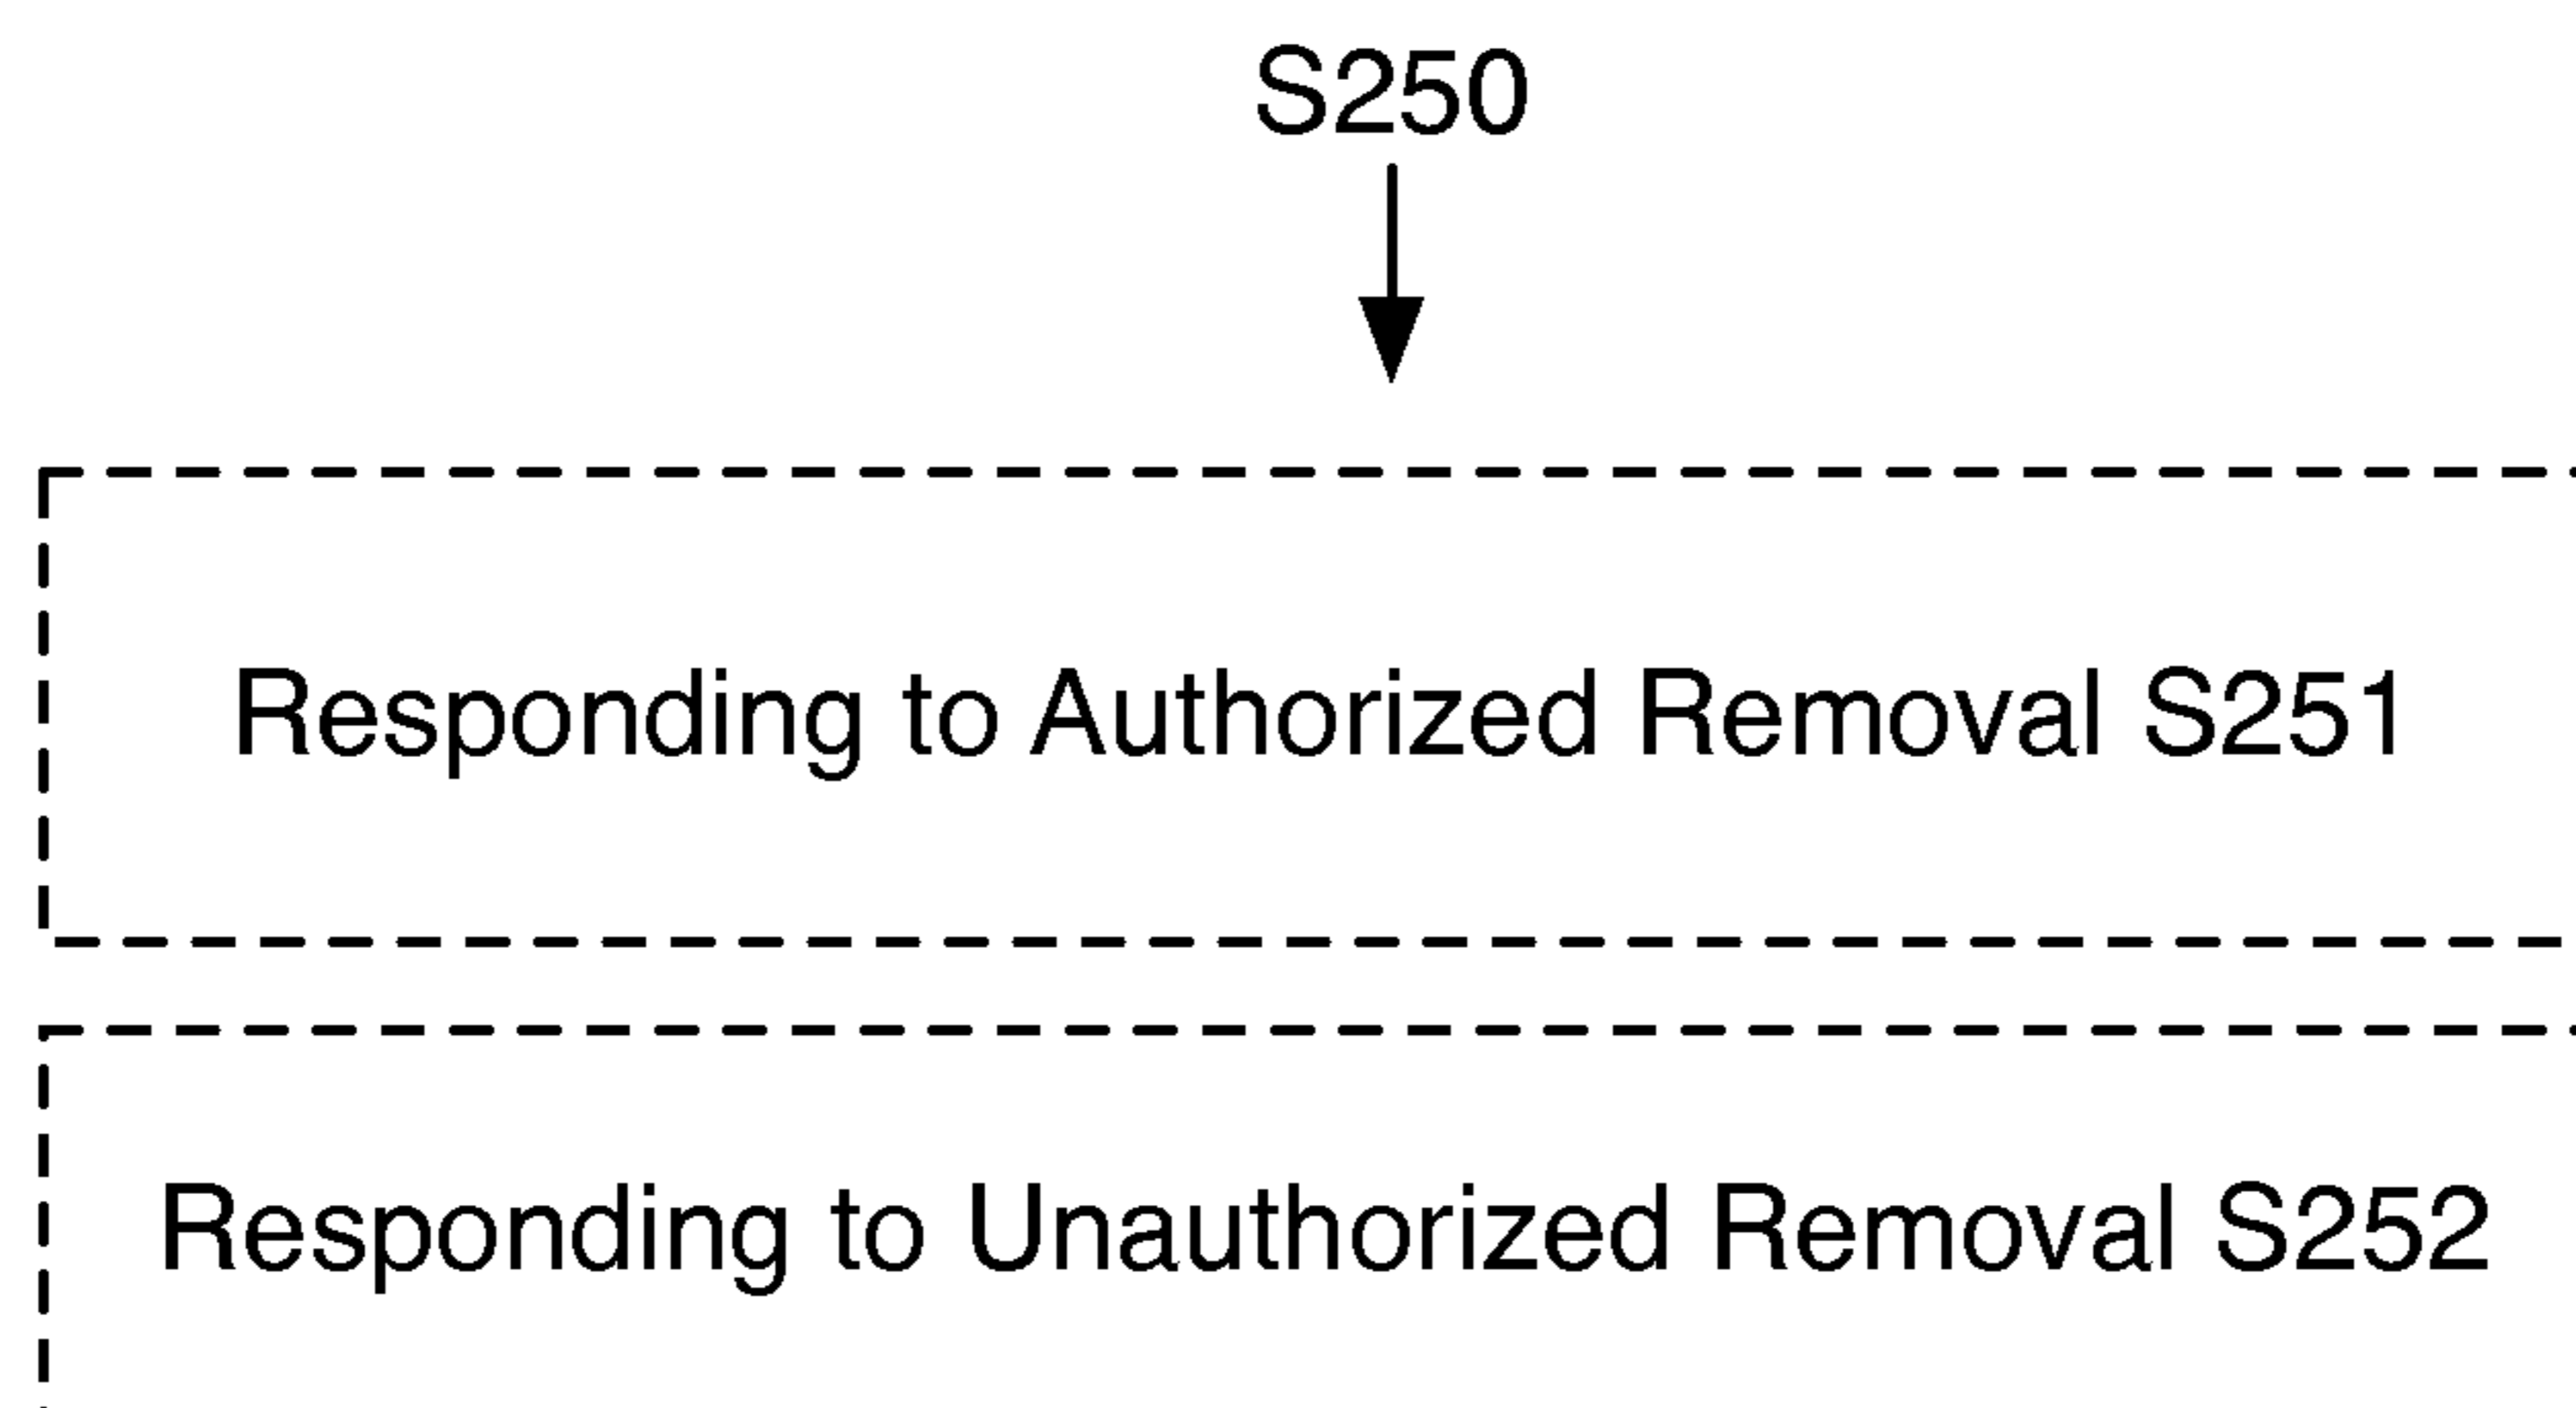 S250
Responding to Authorized Removal S251
Responding to Unauthorized Removal S252